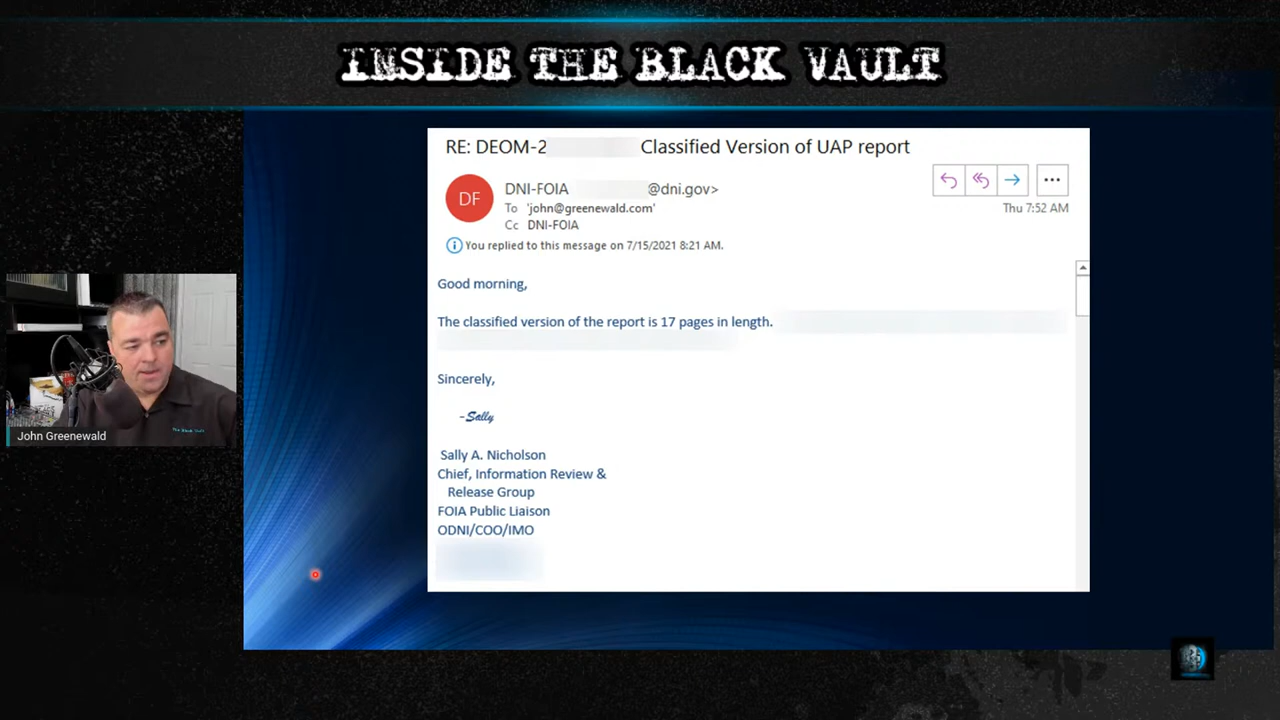 INSIDE THE BLACK VAULT
RE: DEOM-2 Classified Version of UAP report
DF
DNI-FOIA @dni.gov>
To 'john@greenewald.com'
Cc DNI-FOIA
Thu 7:52 AM
You replied to this message on 7/15/2021 8:21 AM.
Good morning,
The classified version of the report is 17 pages in length.
Sincerely,
-Sally
Sally A. Nicholson
Chief, Information Review &
Release Group
FOIA Public Liaison
ODNI/COO/IMO
John Greenewald